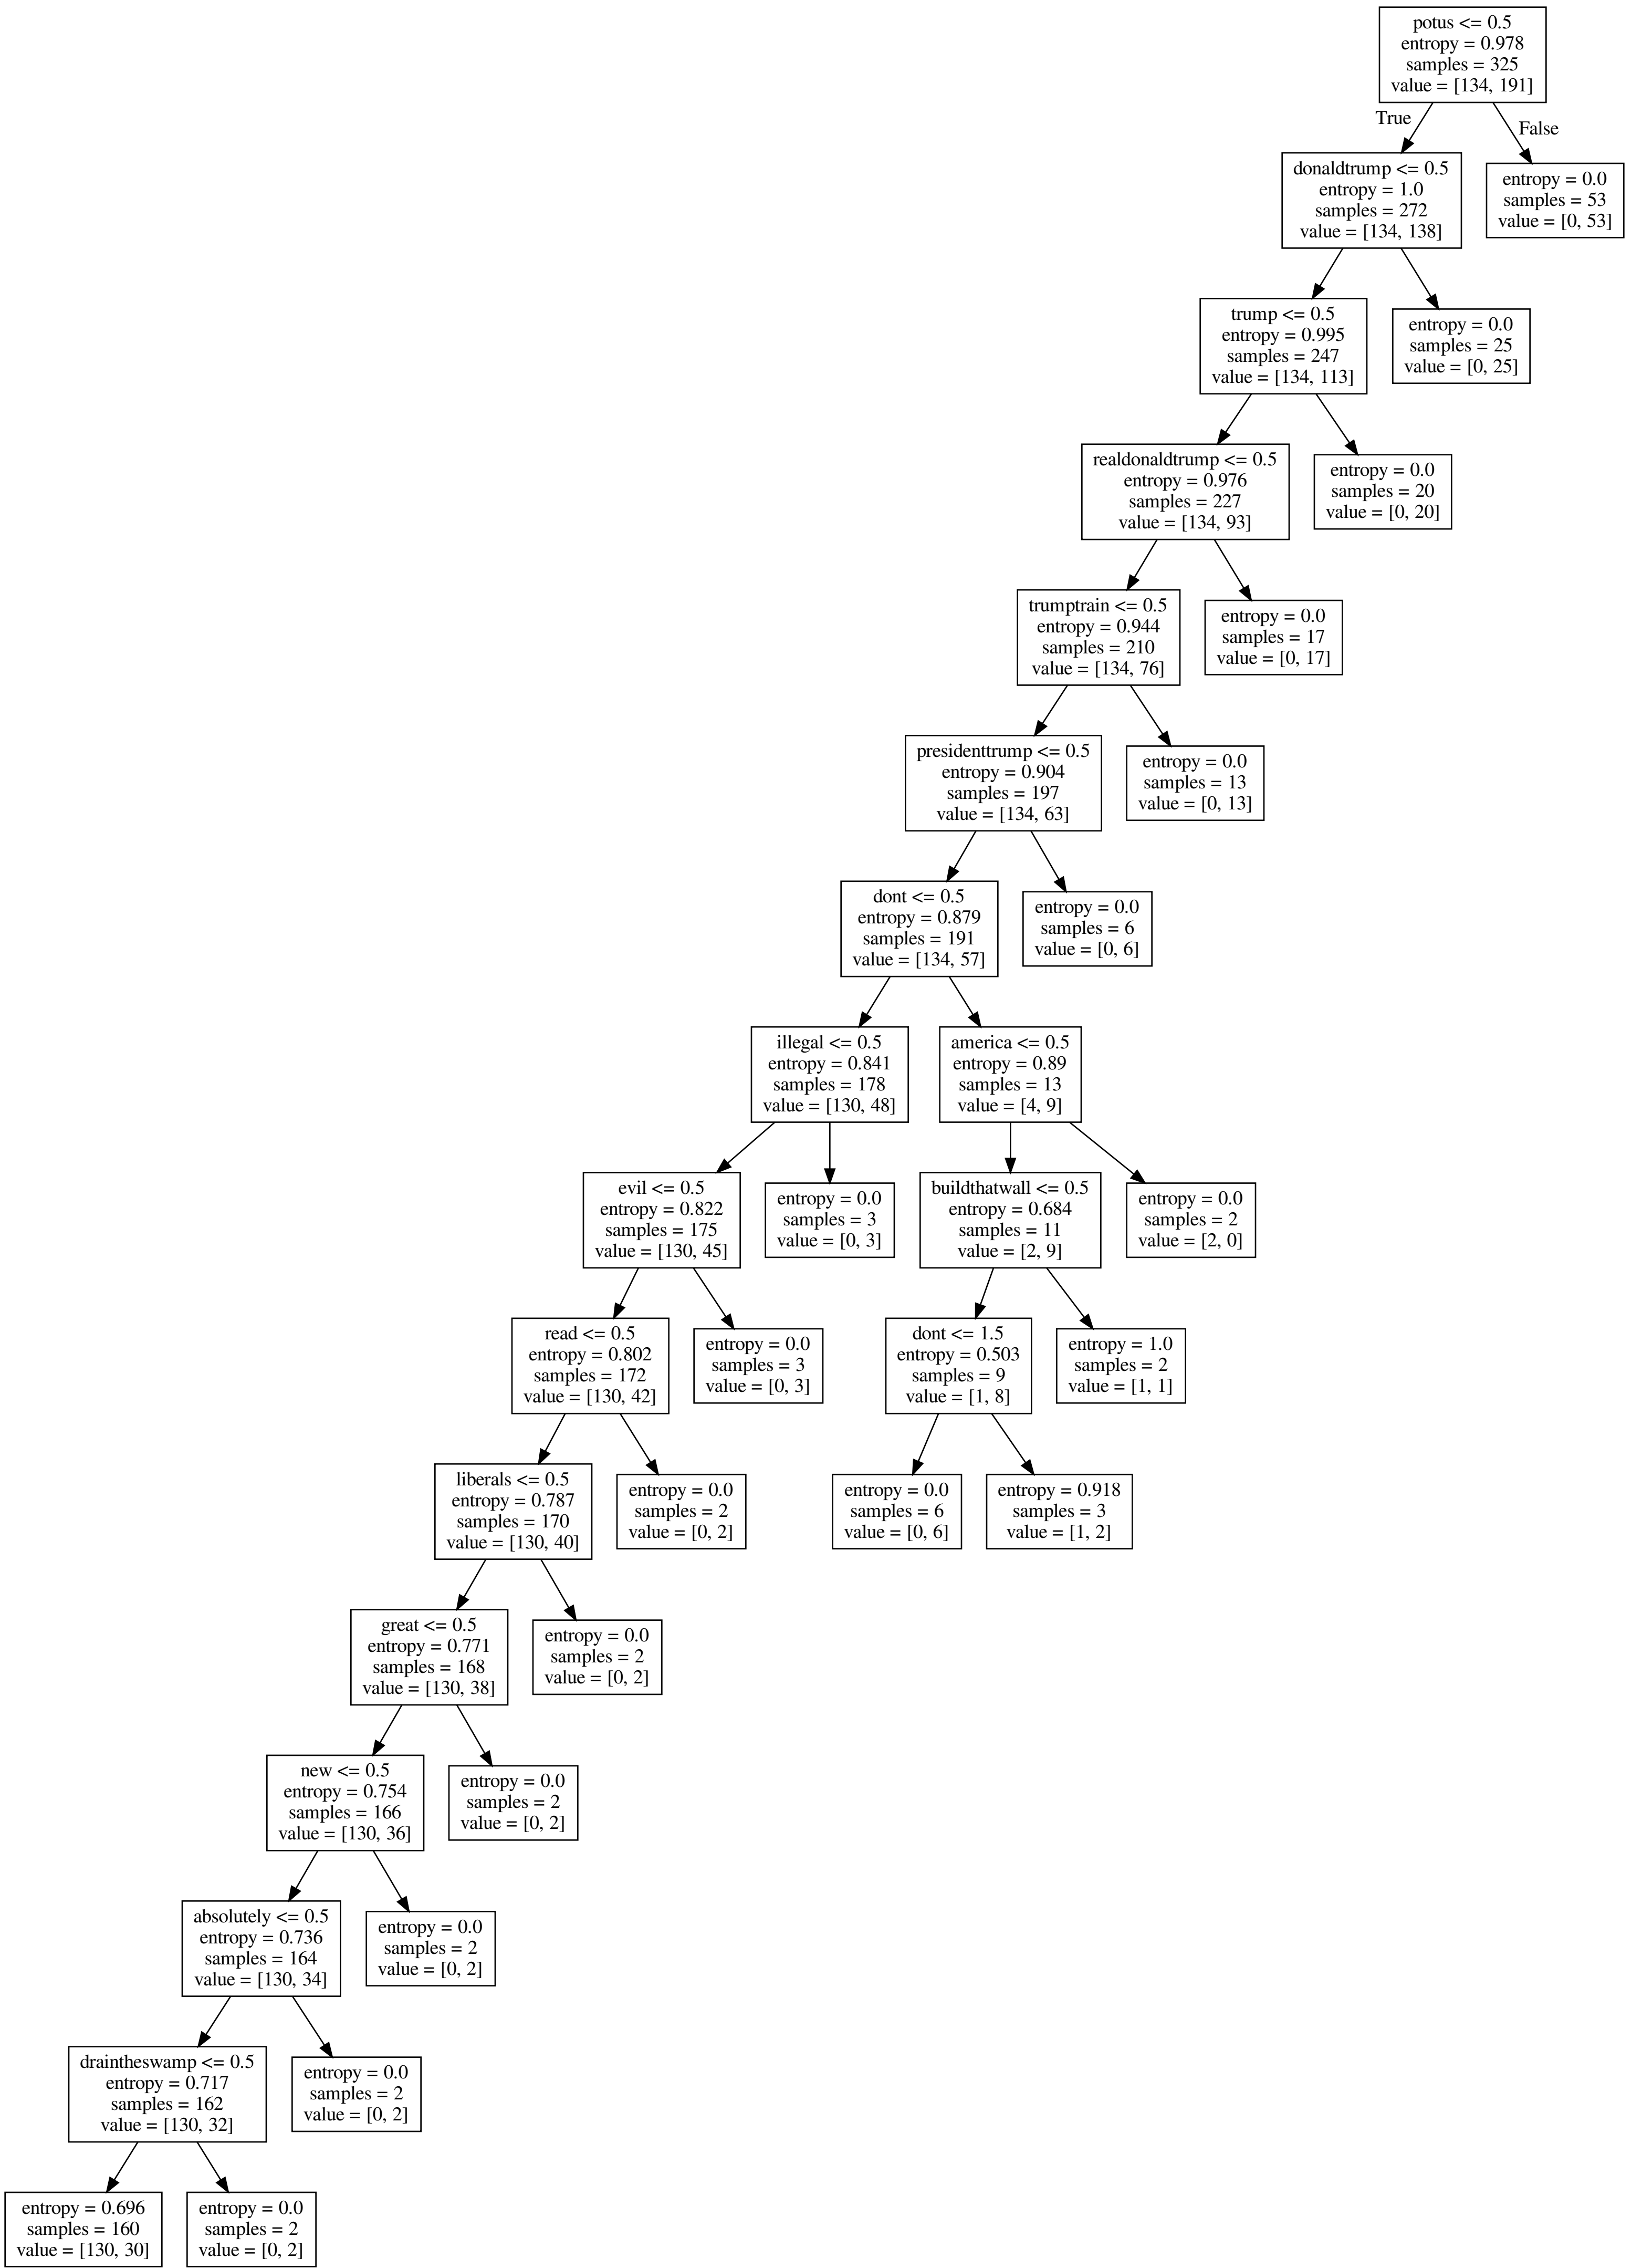 potus <= 0.5
entropy = 0.978
samples = 325
value = [134, 191]
True
False
donaldtrump <= 0.5
entropy = 1.0
samples = 272
value = [134, 138]
entropy = 0.0
samples = 53
value = [0, 53]
trump <= 0.5
entropy = 0.995
samples = 247
value = [134, 113]
entropy = 0.0
samples = 25
value = [0, 25]
realdonaldtrump <= 0.5
entropy = 0.976
samples = 227
value = [134, 93]
entropy = 0.0
samples = 20
value = [0, 20]
trumptrain <= 0.5
entropy = 0.944
samples = 210
value = [134, 76]
entropy = 0.0
samples = 17
value = [0, 17]
presidenttrump <= 0.5
entropy = 0.904
samples = 197
value = [134, 63]
entropy = 0.0
samples = 13
value = [0, 13]
dont <= 0.5
entropy = 0.879
samples = 191
value = [134, 57]
entropy = 0.0
samples = 6
value = [0, 6]
illegal <= 0.5
entropy = 0.841
samples = 178
value = [130, 48]
america <= 0.5
entropy = 0.89
samples = 13
value = [4, 9]
evil <= 0.5
entropy = 0.822
samples = 175
value = [130, 45]
entropy = 0.0
samples = 3
value = [0, 3]
buildthatwall <= 0.5
entropy = 0.684
samples = 11
value = [2, 9]
entropy = 0.0
samples = 2
value = [2, 0]
read <= 0.5
entropy = 0.802
samples = 172
value = [130, 42]
entropy = 0.0
samples = 3
value = [0, 3]
dont <= 1.5
entropy = 0.503
samples = 9
value = [1, 8]
entropy = 1.0
samples = 2
value = [1, 1]
liberals <= 0.5
entropy = 0.787
samples = 170
value = [130, 40]
entropy = 0.0
samples = 2
value = [0, 2]
entropy = 0.0
samples = 6
value = [0, 6]
entropy = 0.918
samples = 3
value = [1, 2]
great <= 0.5
entropy = 0.771
samples = 168
value = [130, 38]
entropy = 0.0
samples = 2
value = [0, 2]
new <= 0.5
entropy = 0.754
samples = 166
value = [130, 36]
entropy = 0.0
samples = 2
value = [0, 2]
absolutely <= 0.5
entropy = 0.736
samples = 164
value = [130, 34]
entropy = 0.0
samples = 2
value = [0, 2]
draintheswamp <= 0.5
entropy = 0.717
samples = 162
value = [130, 32]
entropy = 0.0
samples = 2
value = [0, 2]
entropy = 0.696
samples = 160
value = [130, 30]
entropy = 0.0
samples = 2
value = [0, 2]